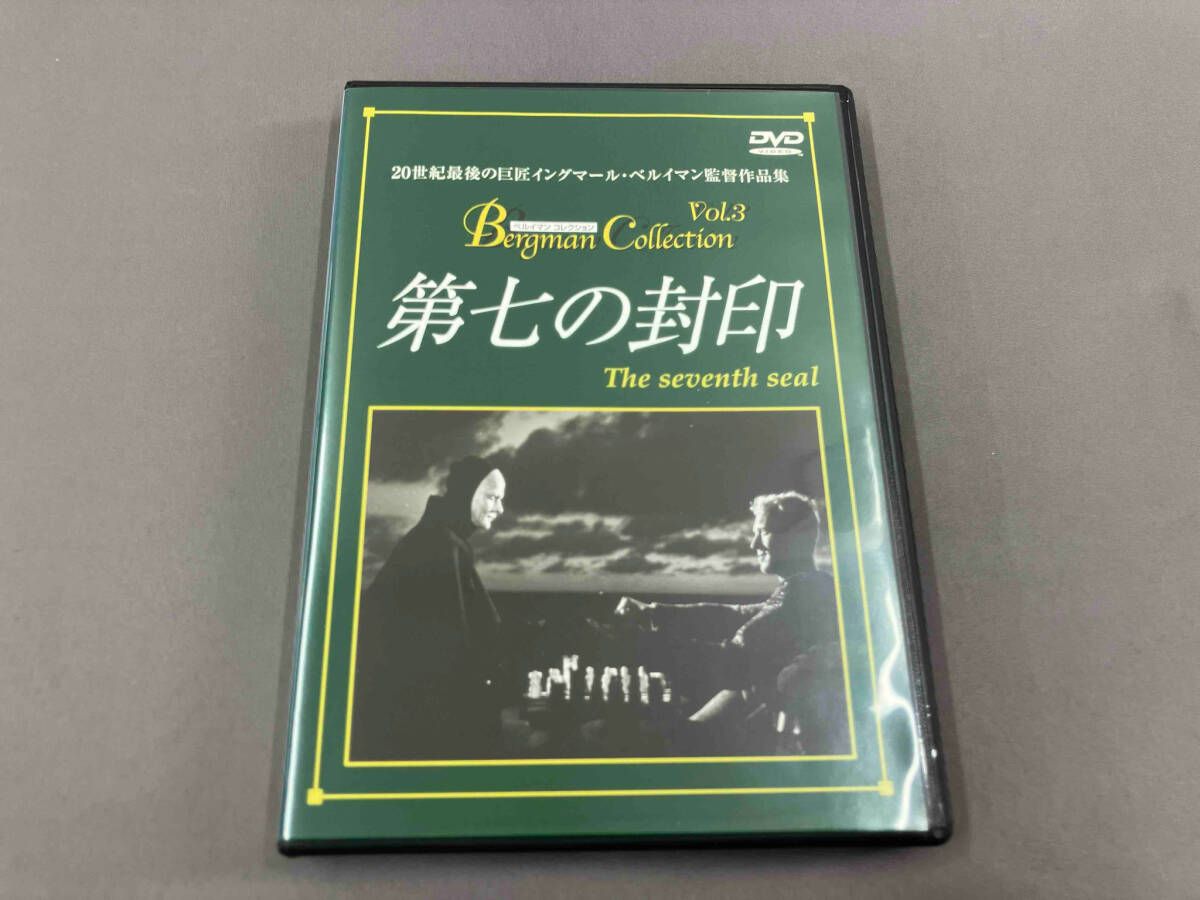 DVD
VIDEO
20世紀最後の巨匠イングマール・ベルイマン監督作品集
Vol.3
ベルイマン コレクション
Bergman Collection
第七の封印
The seventh seal